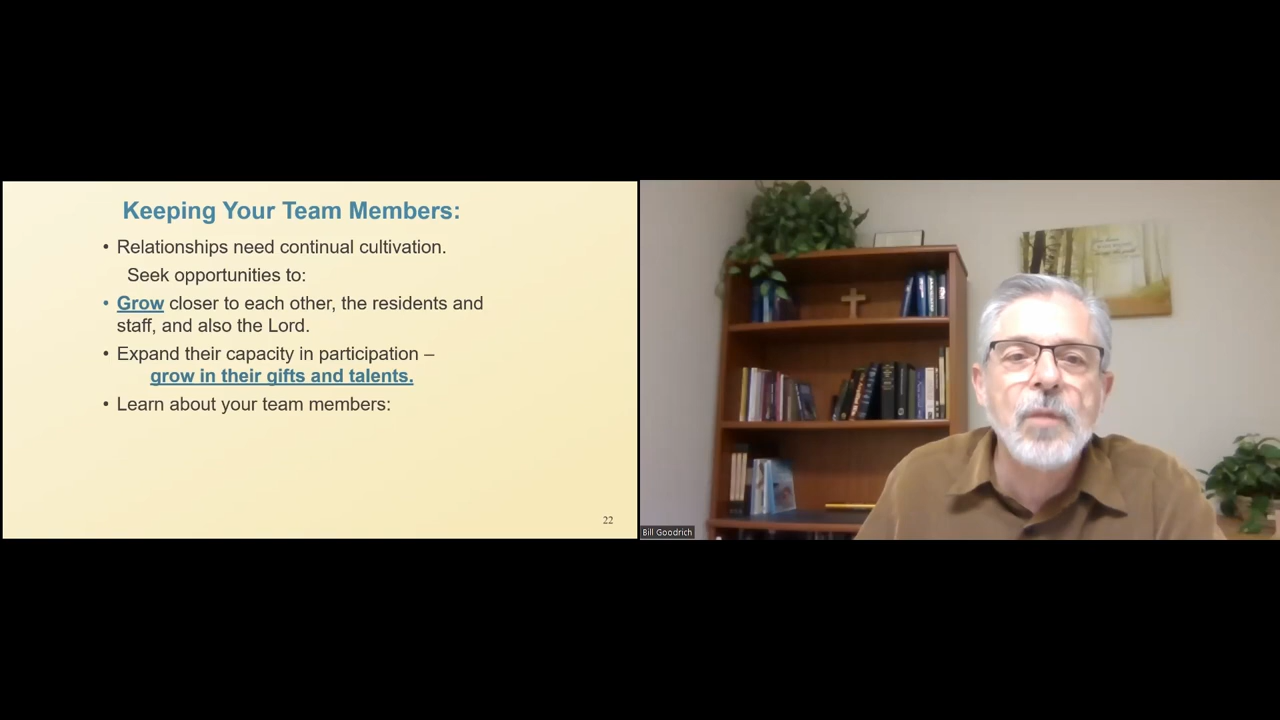 Keeping Your Team Members:
• Relationships need continual cultivation.
Seek opportunities to:
• Grow closer to each other, the residents and
staff, and also the Lord.
• Expand their capacity in participation –
grow in their gifts and talents.
• Learn about your team members:
22
Bill Goodrich